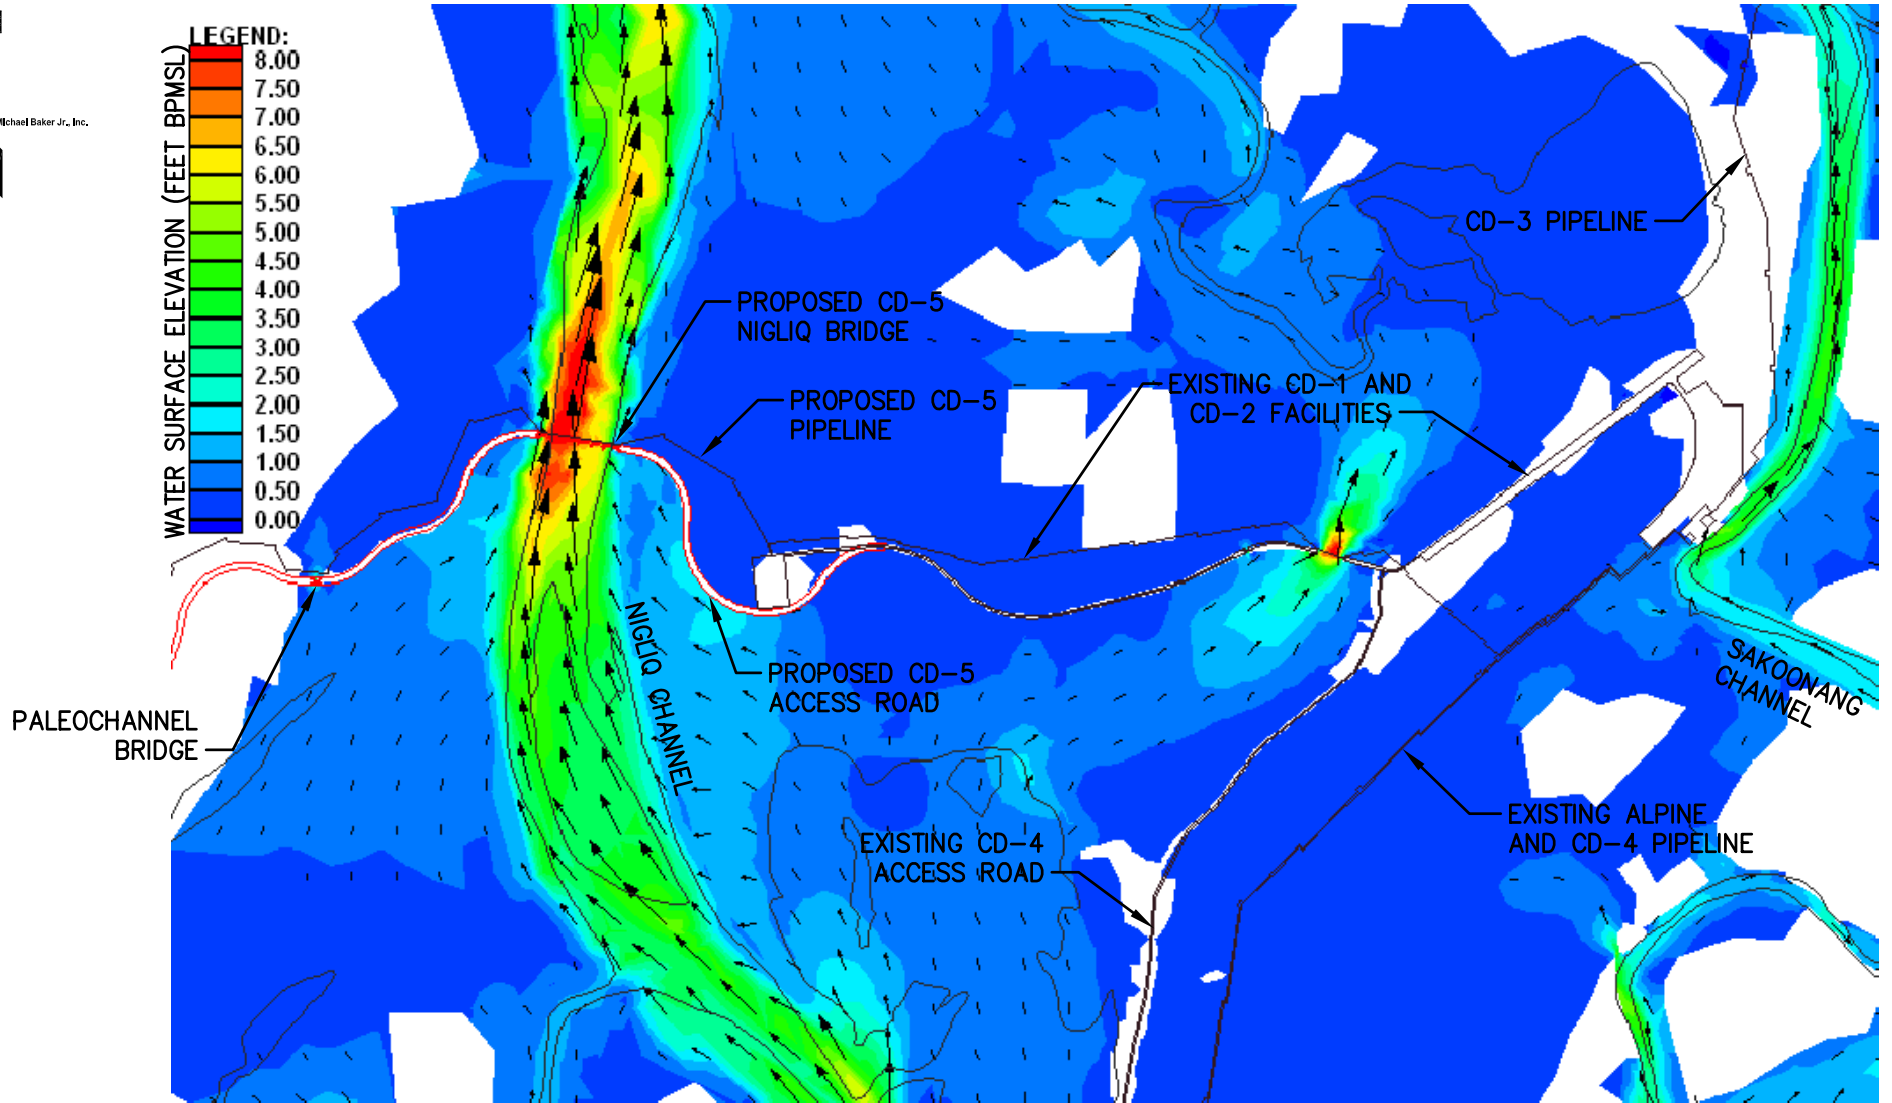 LEGEND:
WATER SURFACE ELEVATION (FEET BPMSL)
8.00
7.50
7.00
6.50
6.00
5.50
5.00
4.50
4.00
3.50
3.00
2.50
2.00
1.50
1.00
0.50
0.00
Michael Baker Jr., Inc.
CD-3 PIPELINE
PROPOSED CD-5
NIGLIQ BRIDGE
PROPOSED CD-5
PIPELINE
EXISTING CD-1 AND
CD-2 FACILITIES
NIGLIQ CHANNEL
PROPOSED CD-5
ACCESS ROAD
SAKOONANG
CHANNEL
PALEOCHANNEL
BRIDGE
EXISTING CD-4
ACCESS ROAD
EXISTING ALPINE
AND CD-4 PIPELINE